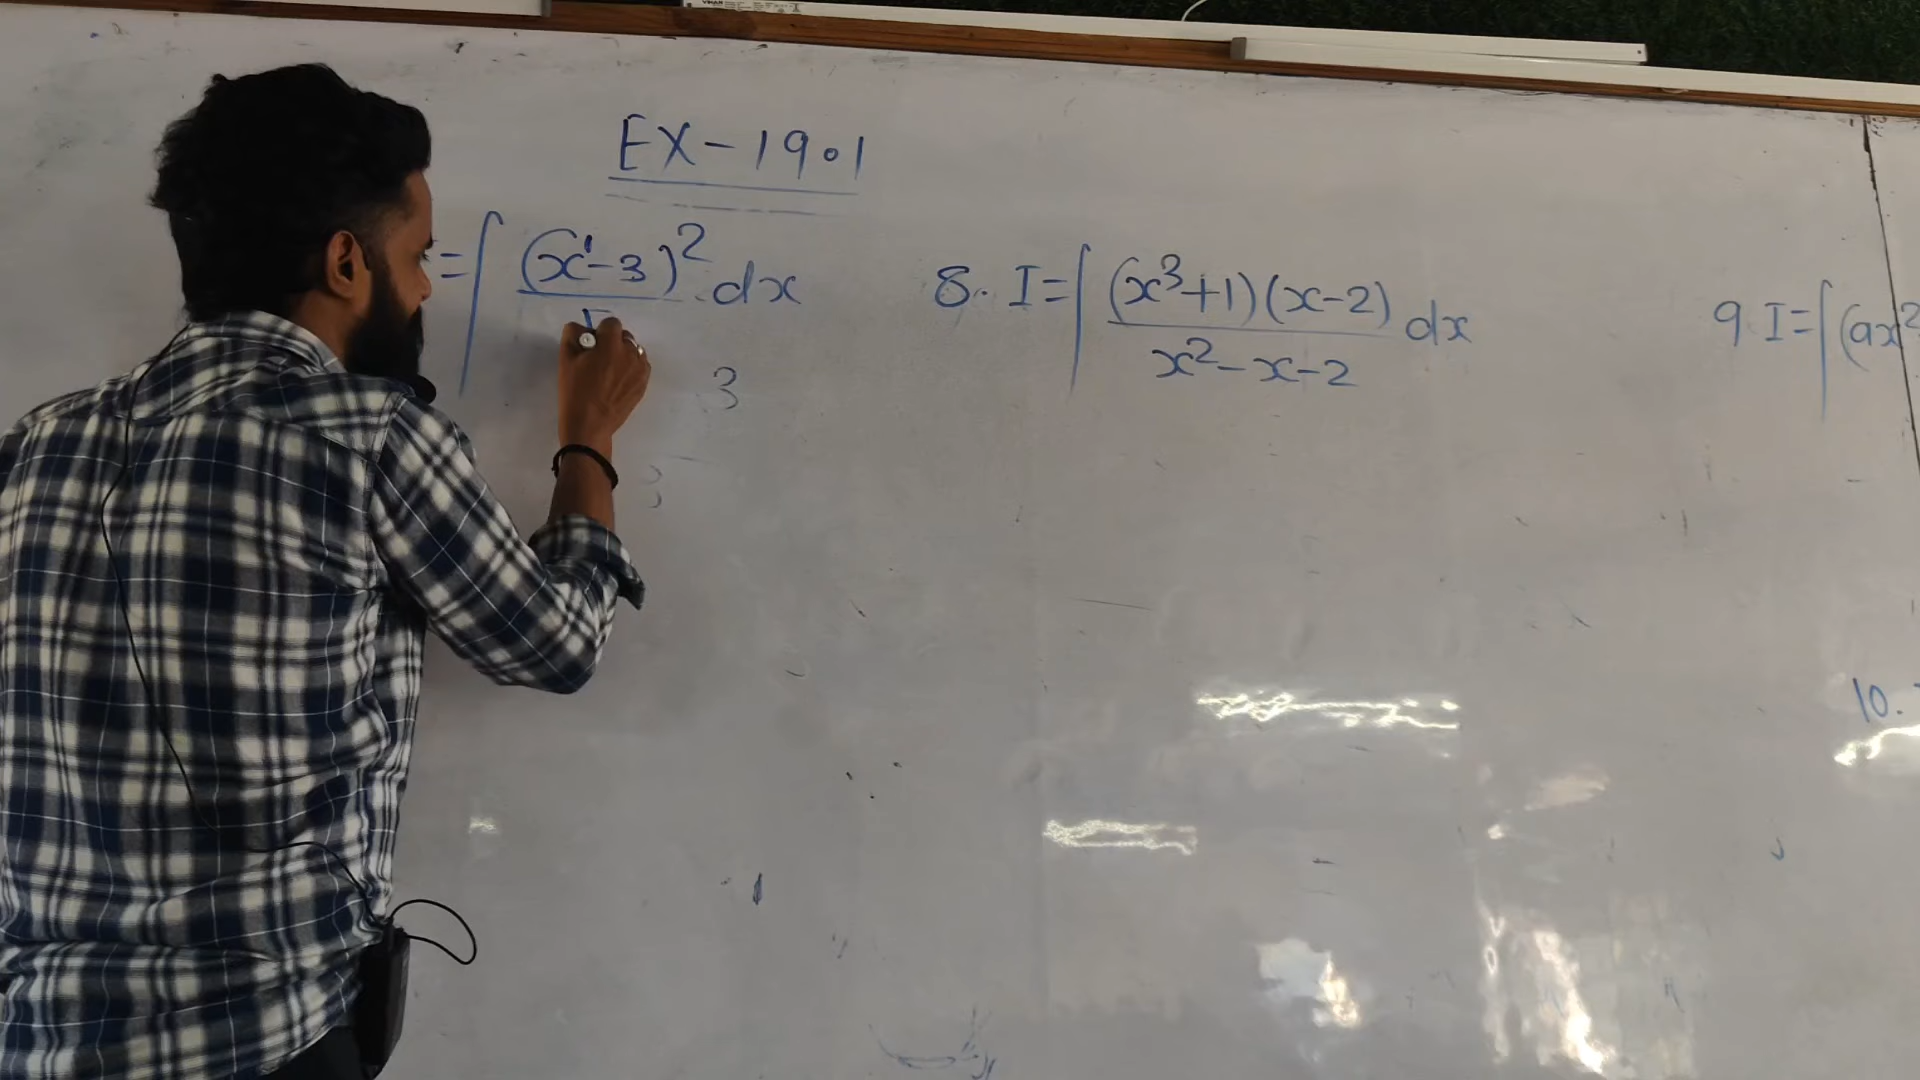 EX-19.1
=∫ (x¹-3)² dx
8. I=∫ (x³+1)(x-2) dx
x²-x-2
9 I=∫(ax²
3
10.